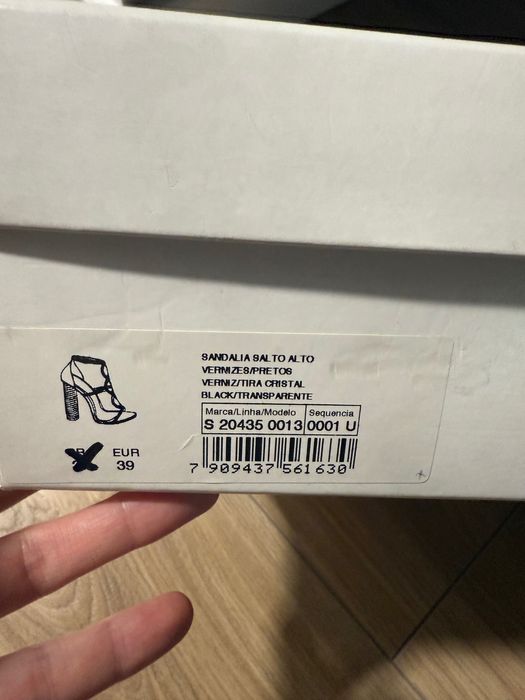 SANDALIA SALTO ALTO
VERNIZES/PRETOS
VERNIZ/TIRA CRISTAL
BLACK/TRANSPARENTE
Marca/Linha/Modelo Sequencia
S 20435 0013 0001 U
EUR
39
7 909437 561630